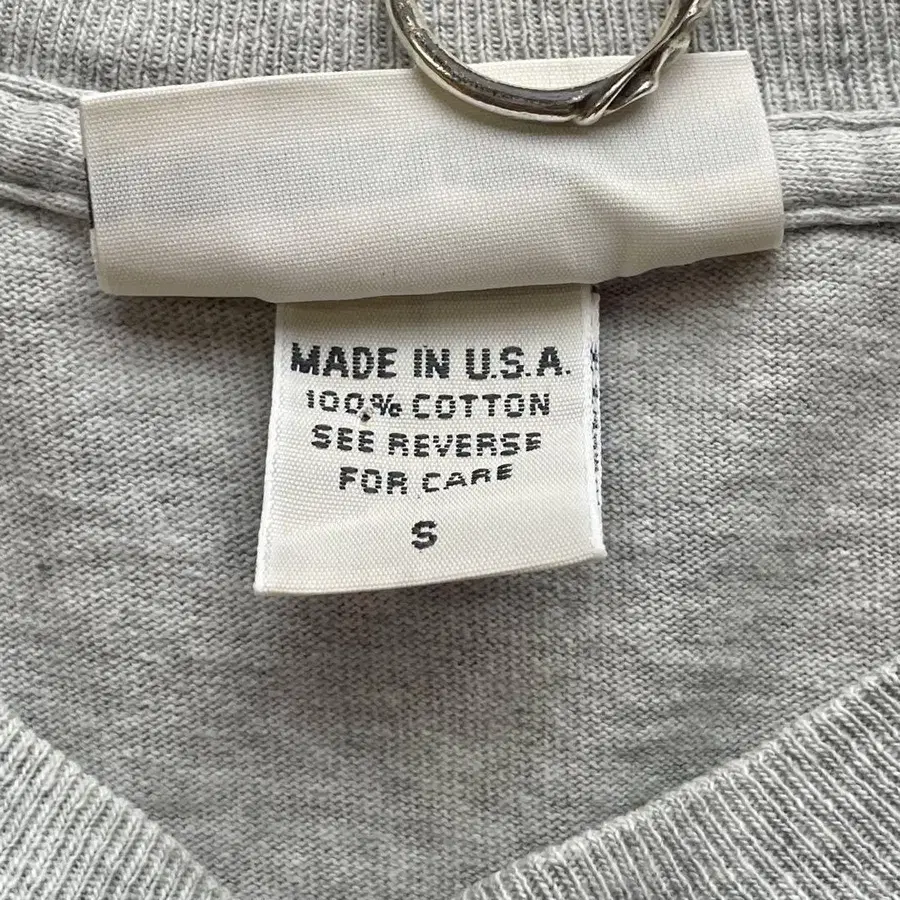 MADE IN U.S.A.
100% COTTON
SEE REVERSE
FOR CARE
S